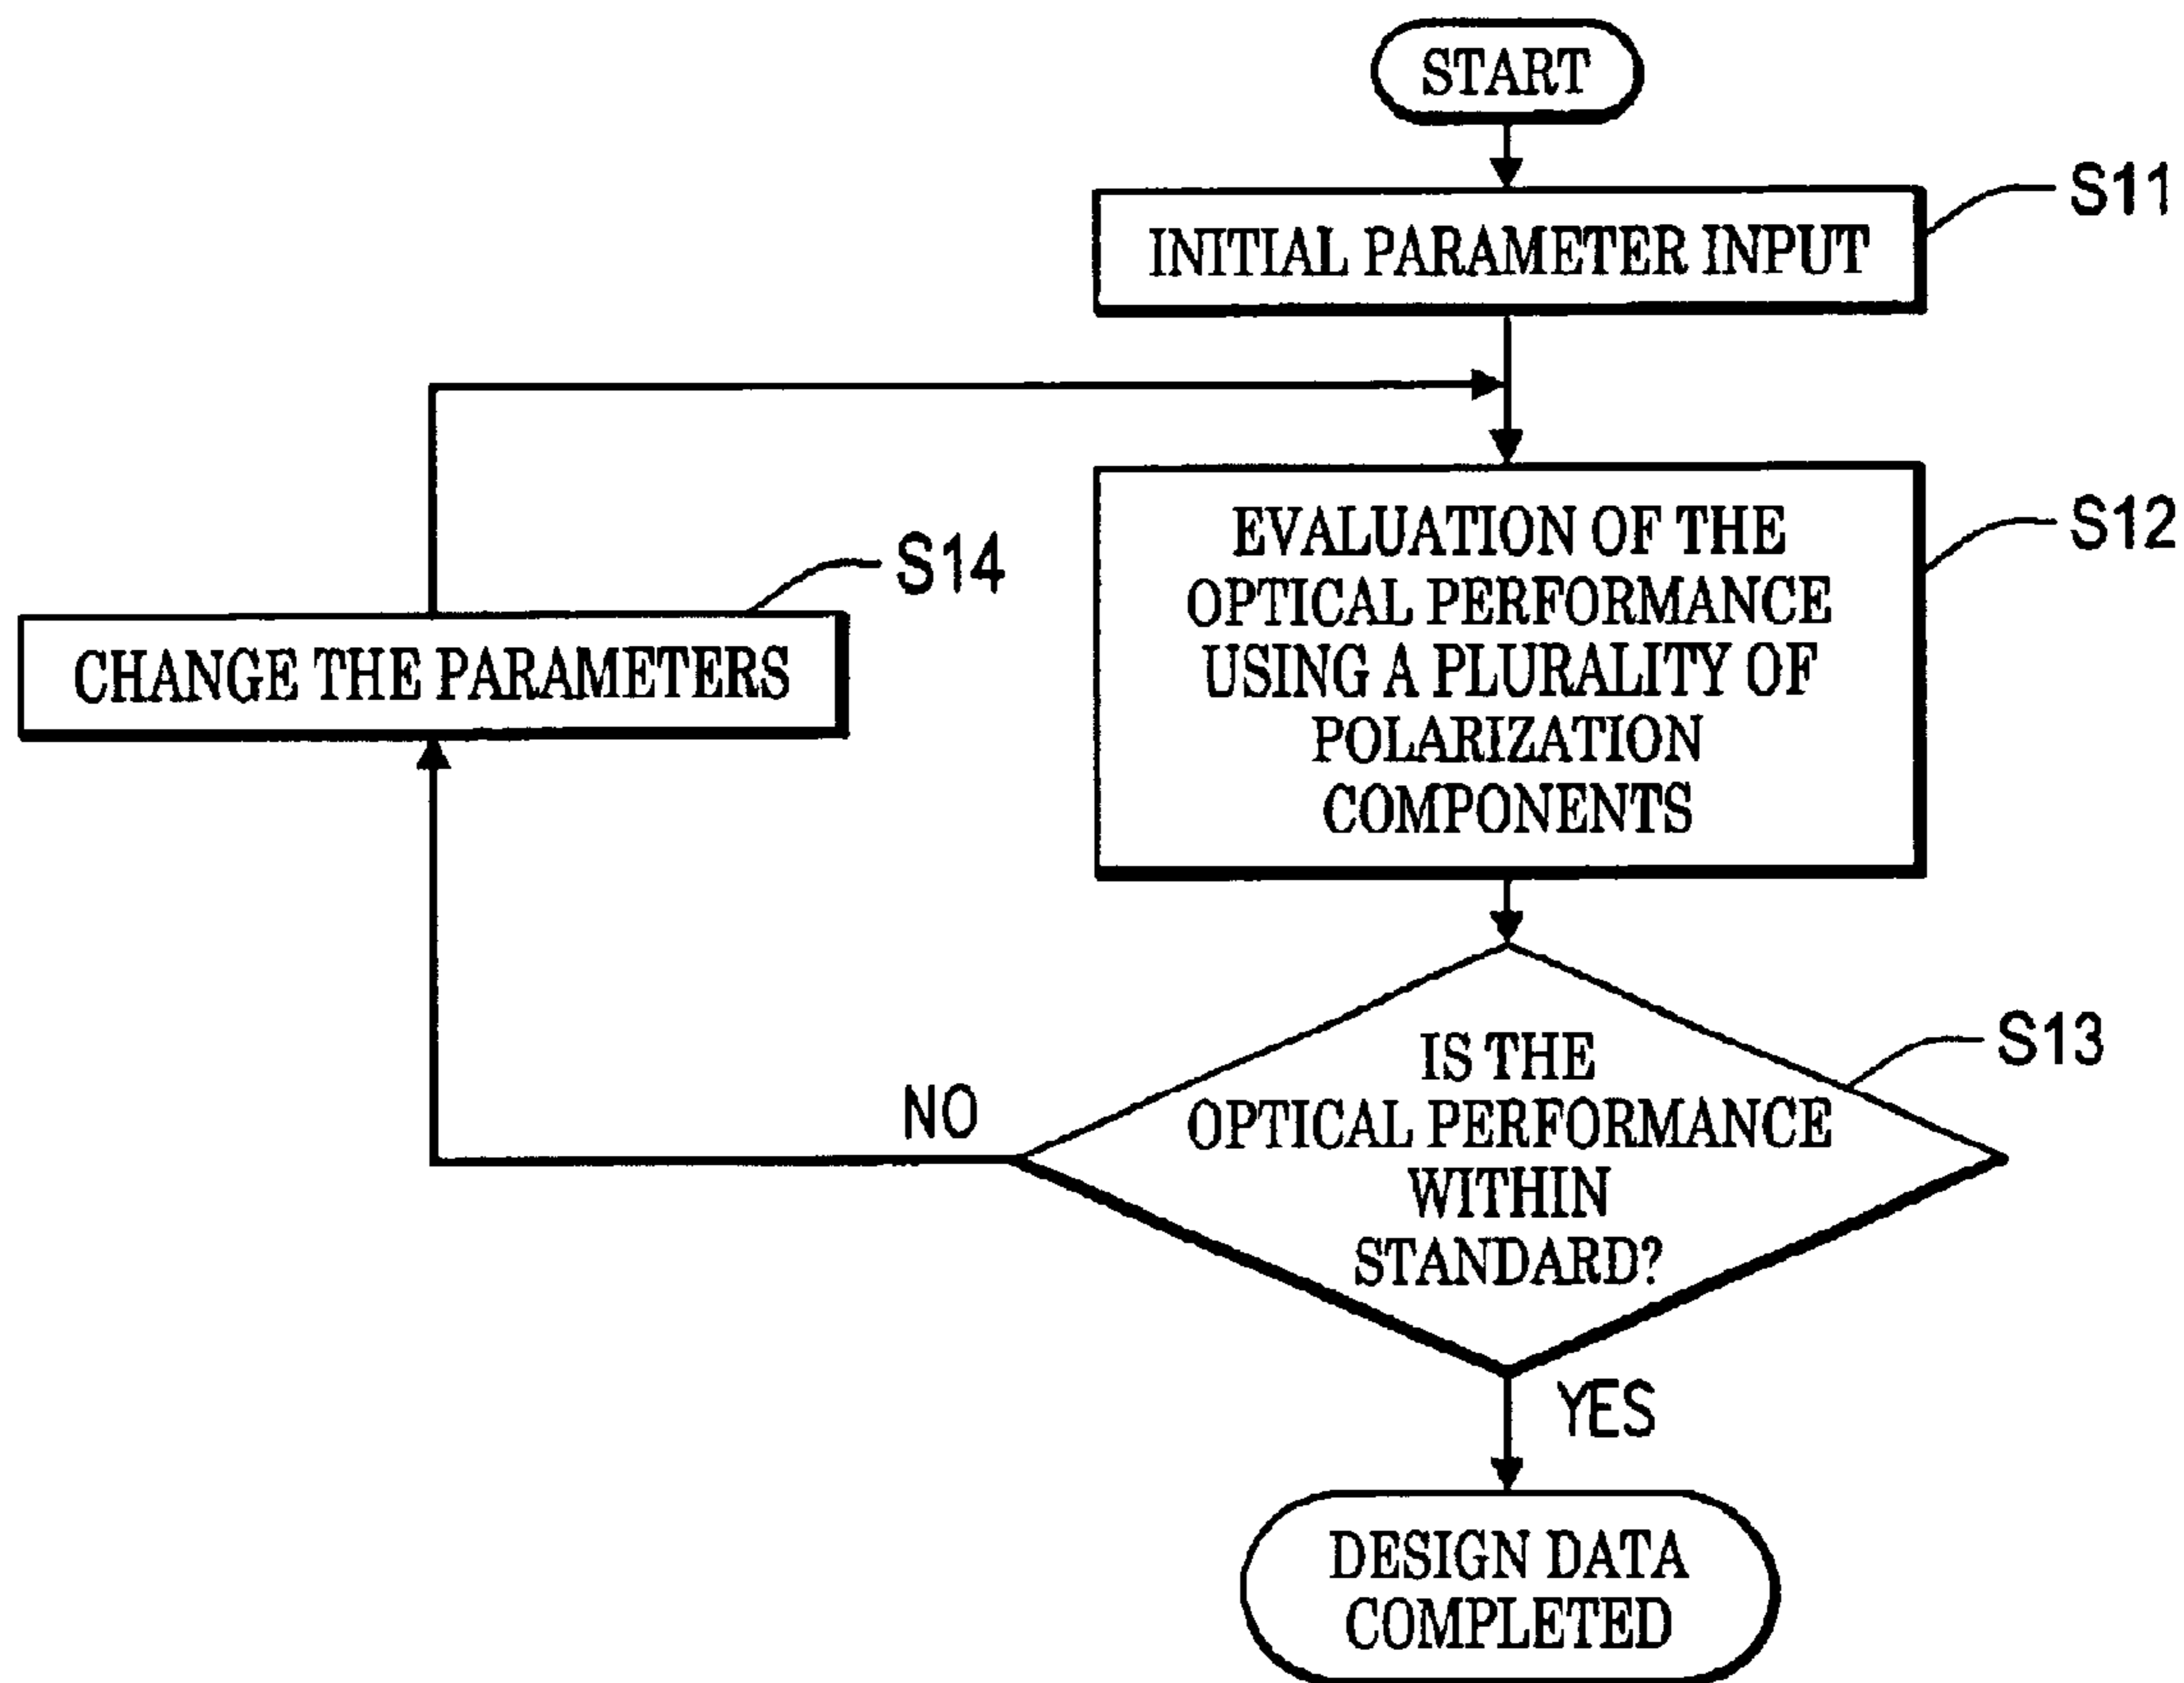 START
INITIAL PARAMETER INPUT
S11
EVALUATION OF THE
OPTICAL PERFORMANCE
USING A PLURALITY OF
POLARIZATION
COMPONENTS
S12
S14
CHANGE THE PARAMETERS
IS THE
OPTICAL PERFORMANCE
WITHIN
STANDARD?
S13
NO
YES
DESIGN DATA
COMPLETED